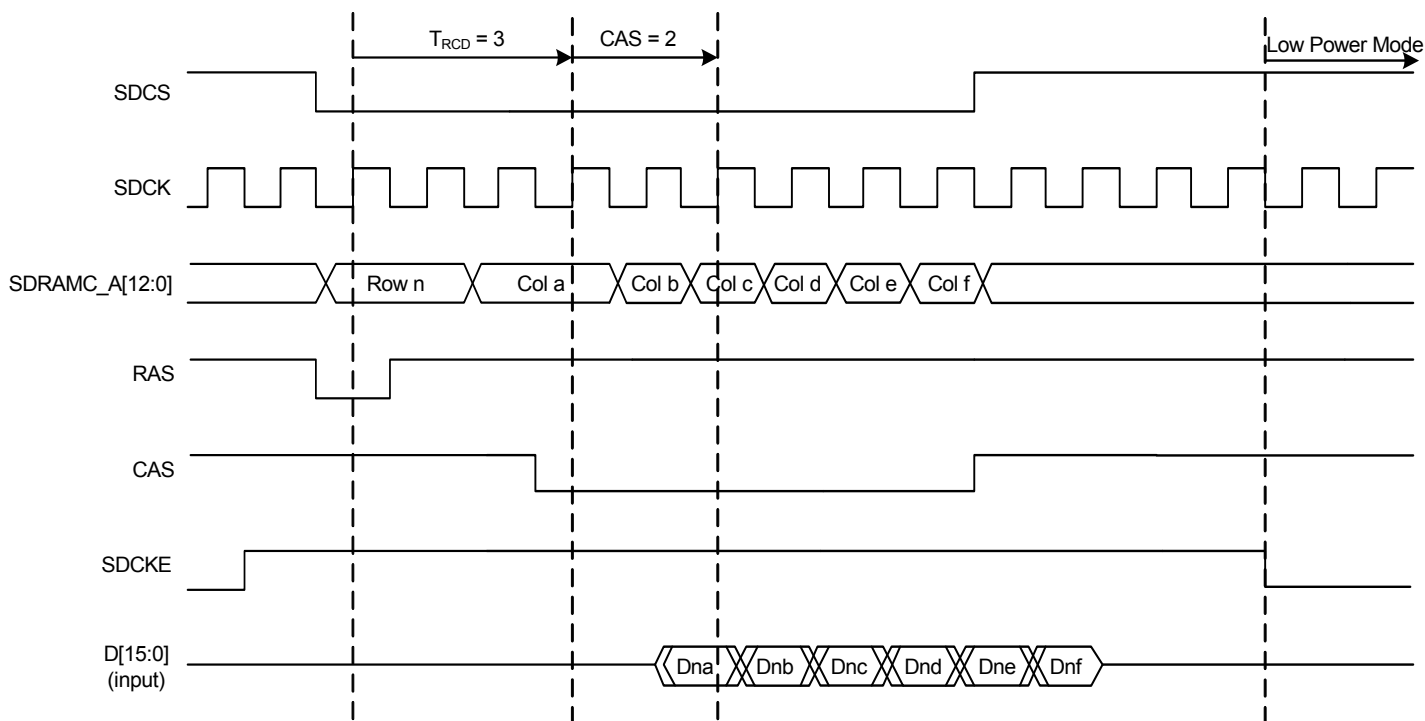 T_RCD = 3 CAS = 2
Low Power Mode
SDCS
SDCK
SDRAMC_A[12:0] Row n Col a Col b Col c Col d Col e Col f
RAS
CAS
SDCKE
D[15:0]
(input)
Dna Dnb Dnc Dnd Dne Dnf